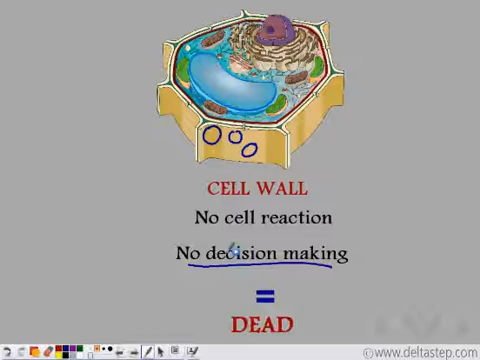 CELL WALL
No cell reaction
No decision making
=
DEAD
©www.deltastep.com